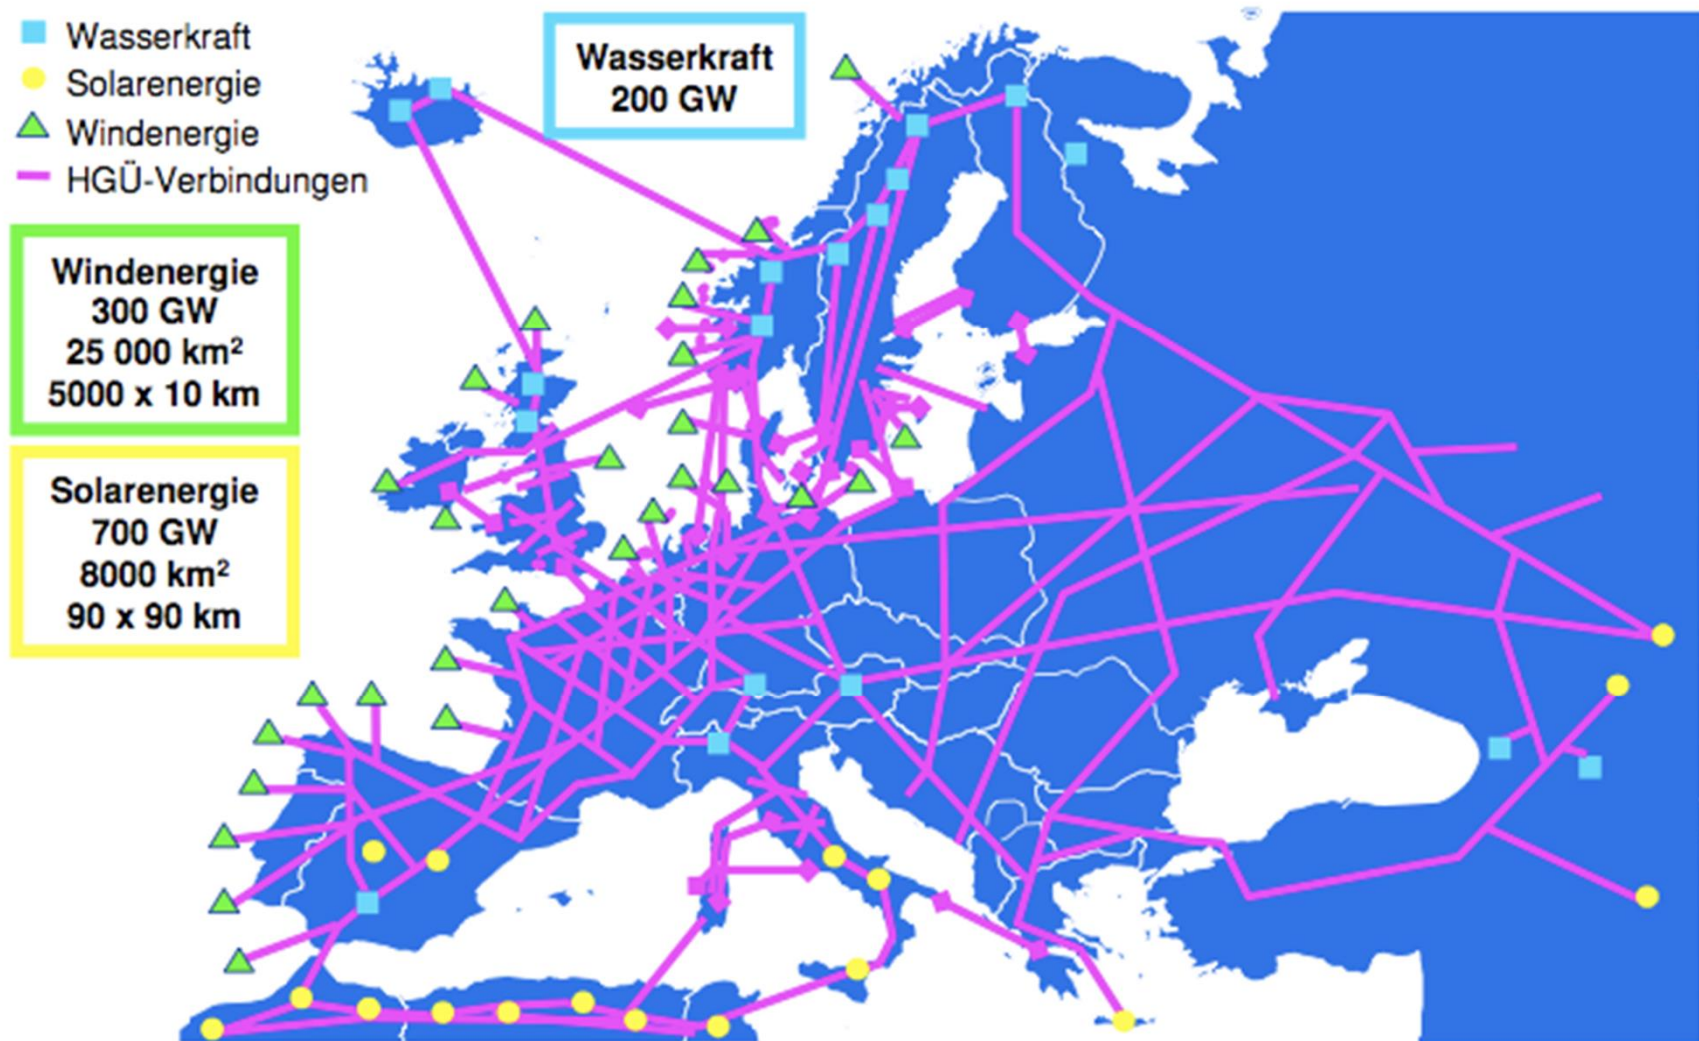 Wasserkraft
Solarenergie
Windenergie
HGÜ-Verbindungen
Wasserkraft
200 GW
Windenergie
300 GW
25 000 km²
5000 x 10 km
Solarenergie
700 GW
8000 km²
90 x 90 km